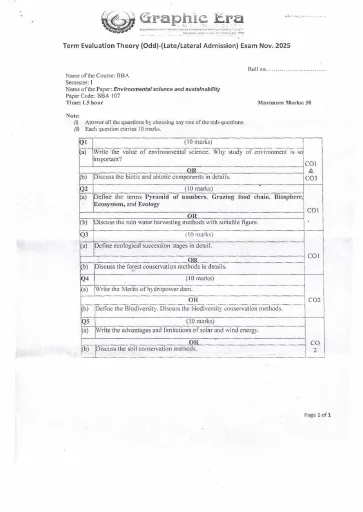 Graphic Era
Term Evaluation Theory (Odd)-(Late/Lateral Admission) Exam Nov. 2025
Roll no..............................
Name of the Course: BBA
Semester: I
Name of the Paper: Environmental science and sustainability
Paper Code: BBA 107
Time: 1.5 hour Maximum Marks: 50
Note:
(i) Answer all the questions by choosing any one of the sub-questions
(ii) Each question carries 10 marks.
Q1 (10 marks)
(a) Write the value of environmental science. Why study of environment is so
important?
CO1
&
CO3
OR
(b) Discuss the biotic and abiotic components in details.
Q2 (10 marks)
(a) Define the terms Pyramid of numbers, Grazing food chain, Biosphere,
Ecosystem, and Ecology
CO1
OR
(b) Discuss the rain water harvesting methods with suitable figure.
Q3 (10 marks)
(a) Define ecological succession stages in detail.
CO1
OR
(b) Discuss the forest conservation methods in details.
Q4 (10 marks)
(a) Write the Merits of hydropower dam.
OR
CO2
(b) Define the Biodiversity. Discuss the biodiversity conservation methods.
Q5 (10 marks)
(a) Write the advantages and limitations of solar and wind energy.
OR
CO
2
(b) Discuss the soil conservation methods.
Page 1 of 1